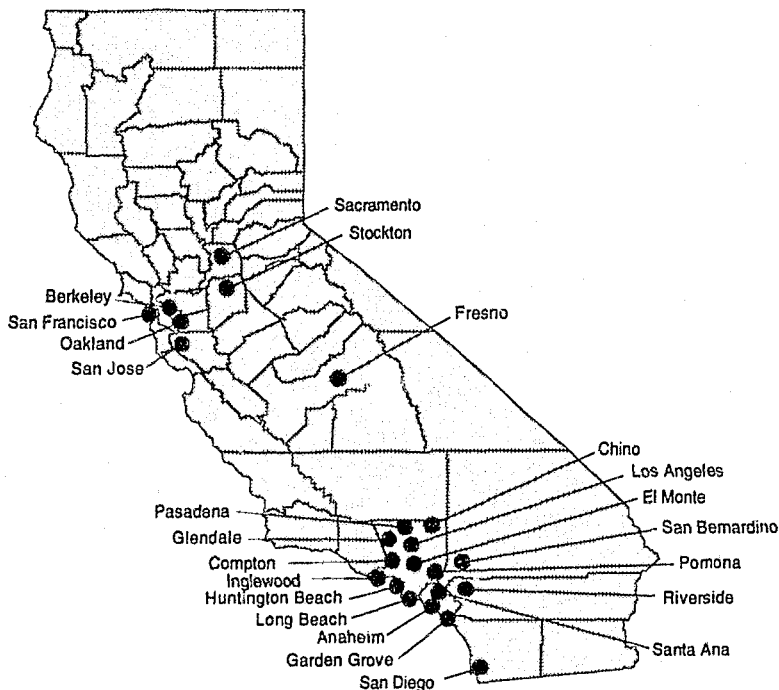 Sacramento
Stockton
Berkeley
San Francisco
Oakland
San Jose
Fresno
Chino
Los Angeles
El Monte
Pasadena
San Bernardino
Glendale
Compton
Pomona
Inglewood
Huntington Beach
Riverside
Long Beach
Anaheim
Santa Ana
Garden Grove
San Diego